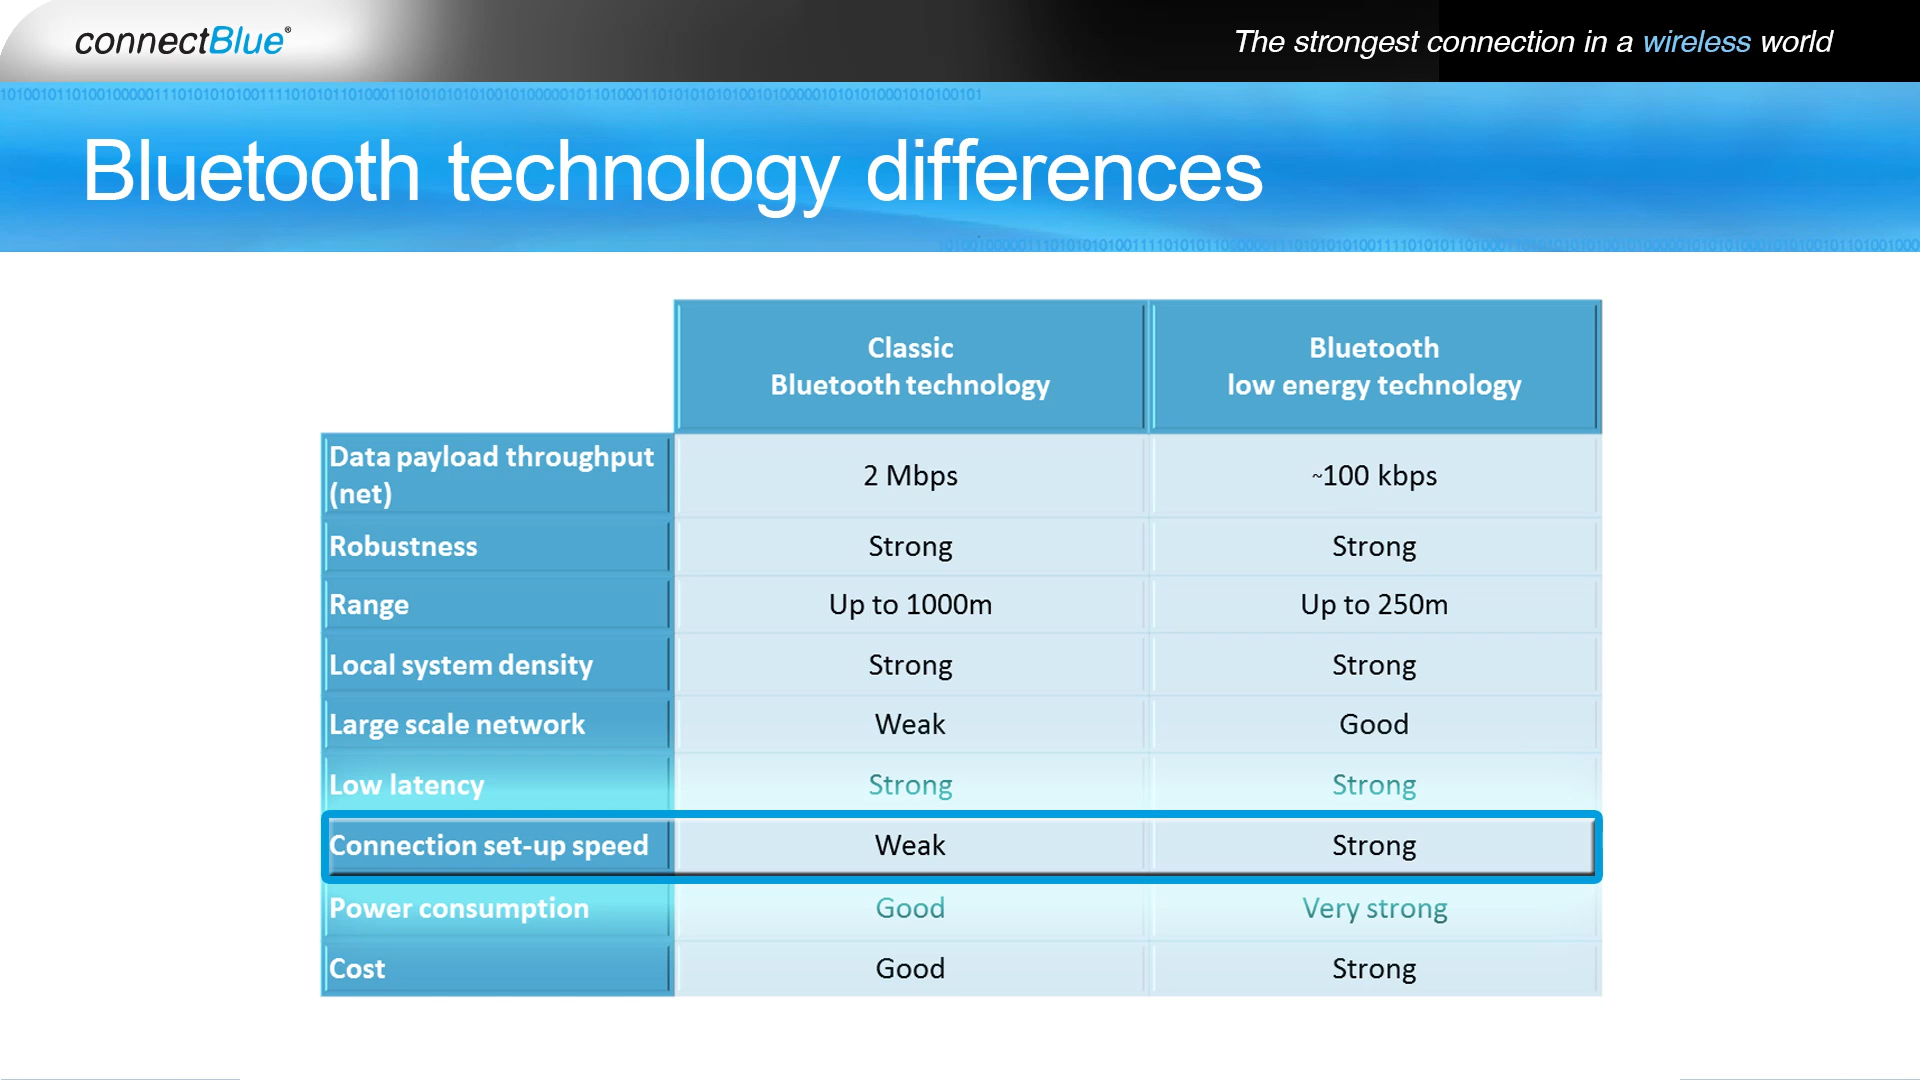 connectBlue®
The strongest connection in a wireless world
Bluetooth technology differences
Classic
Bluetooth technology
Bluetooth
low energy technology
Data payload throughput
(net)
2 Mbps
~100 kbps
Robustness
Strong
Strong
Range
Up to 1000m
Up to 250m
Local system density
Strong
Strong
Large scale network
Weak
Good
Low latency
Strong
Strong
Connection set-up speed
Weak
Strong
Power consumption
Good
Very strong
Cost
Good
Strong